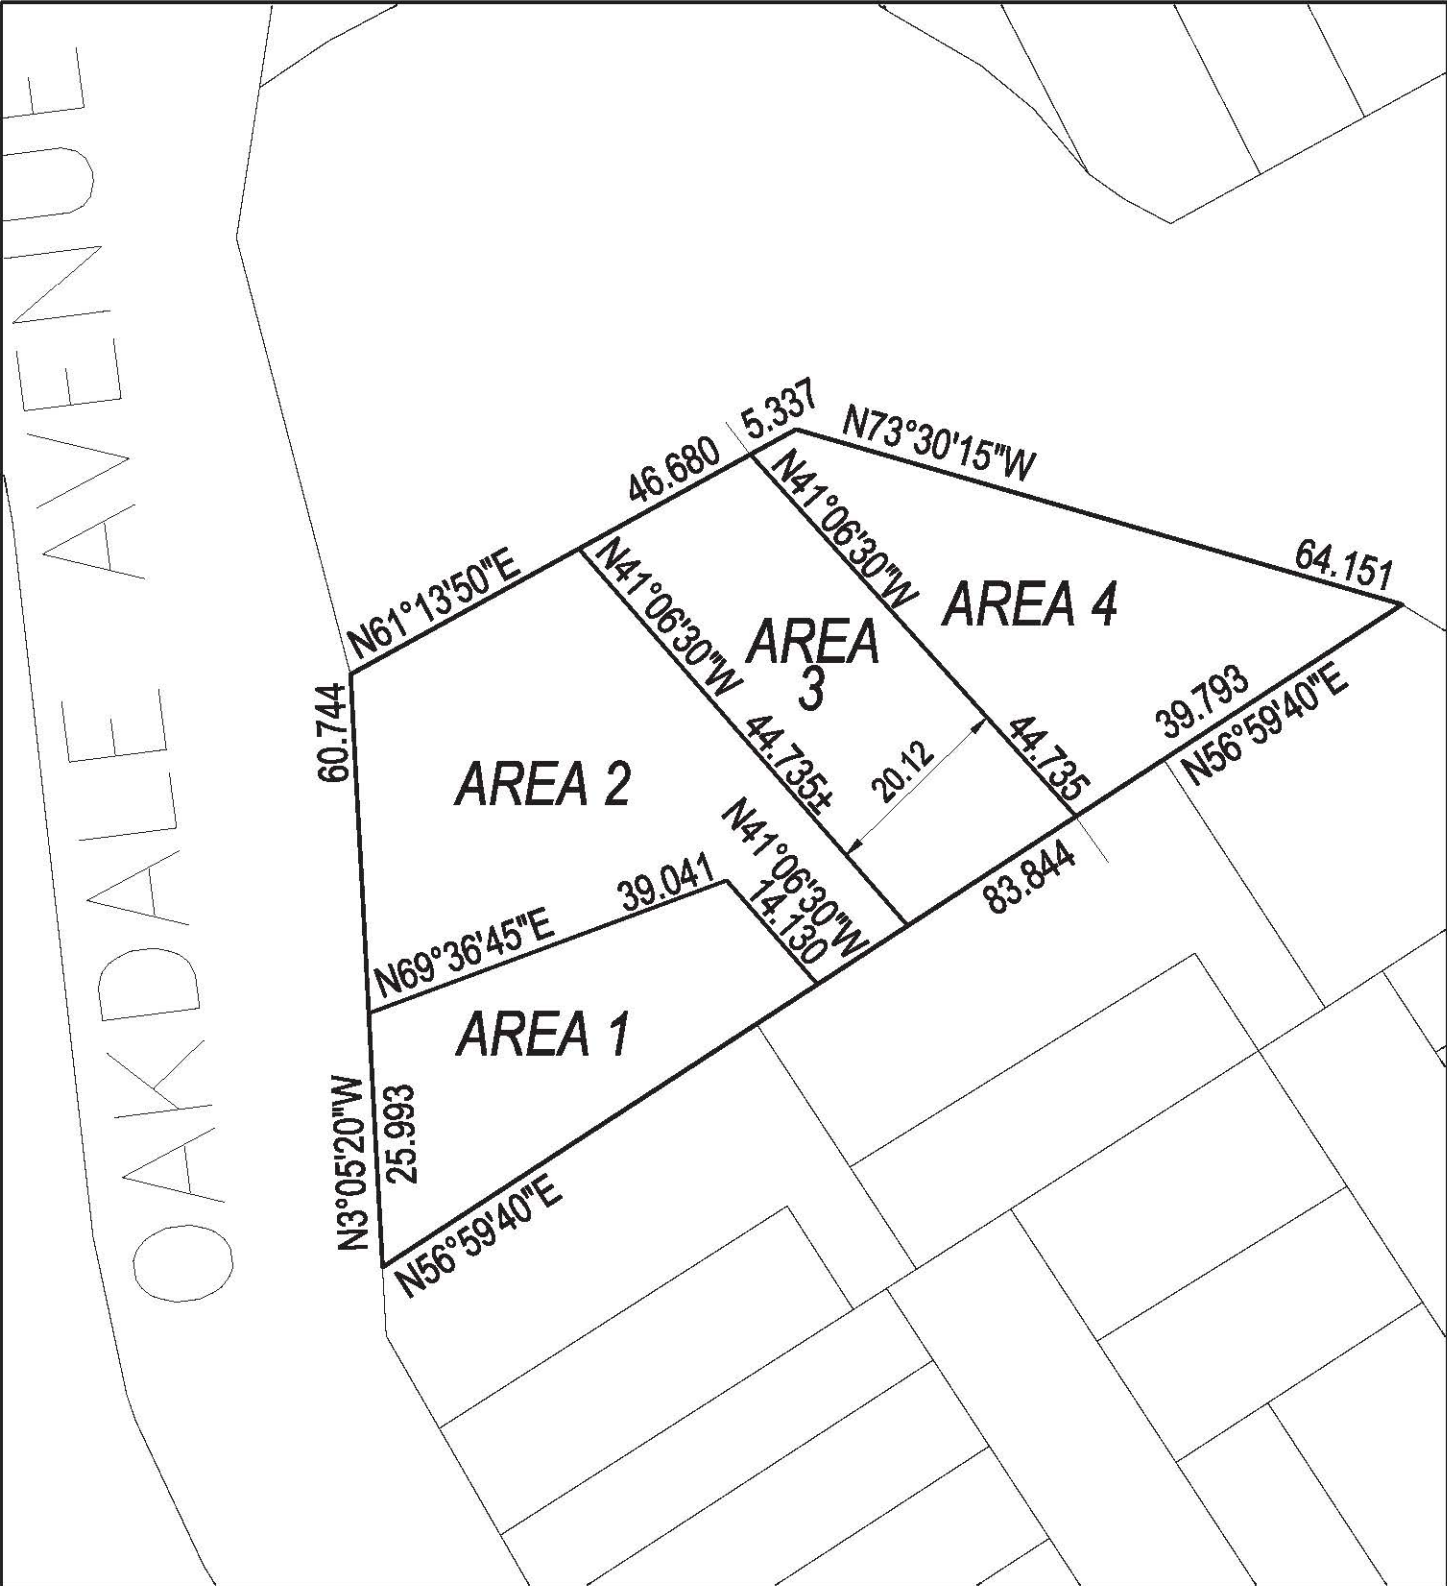 OAKDALE AVENUE
5.337
N73°30'15"W
46.680
N41°06'30"W
N61°13'50"E
N41°06'30"W
64.151
AREA 4
AREA
3
60.744
39.793
N56°59'40"E
44.735±
44.735
20.12
AREA 2
N41°06'30"W
14.130
39.041
83.844
N69°36'45"E
AREA 1
N3°05'20"W
25.993
N56°59'40"E